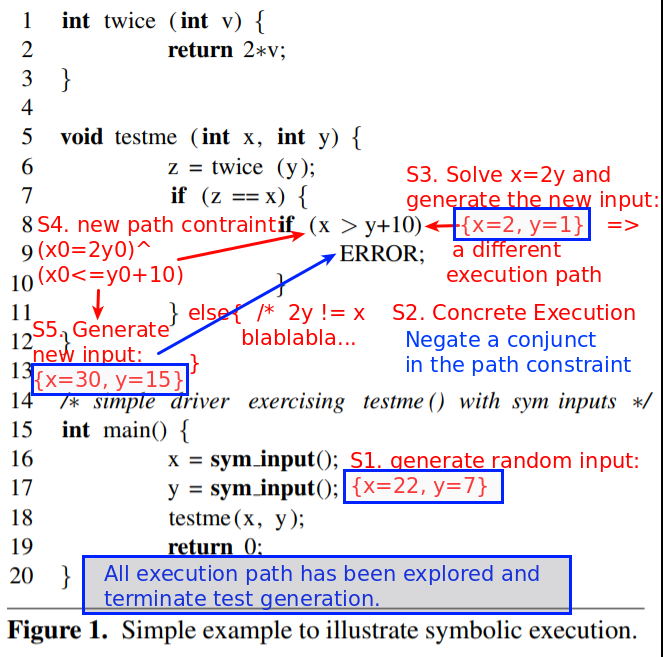 1 int twice (int v) {
2 return 2*v;
3 }
4
5 void testme (int x, int y) {
6 z = twice (y);
7 if (z == x) {
S3. Solve x=2y and
generate the new input:
8 if (x > y+10)
{x=2, y=1} =>
a different
execution path
S4. new path contraint:
(x0=2y0)^
(x0<=y0+10)
9 ERROR;
10 }
11 } else{ /* 2y != x
blablabla...
}
S2. Concrete Execution
Negate a conjunct
in the path constraint
12 }
S5. Generate
new input:
{x=30, y=15}
13
14 /* simple driver exercising testme() with sym inputs */
15 int main() {
16 x = sym_input();
S1. generate random input:
17 y = sym_input();
{x=22, y=7}
18 testme(x, y);
19 return 0;
20 }
All execution path has been explored and
terminate test generation.
Figure 1. Simple example to illustrate symbolic execution.